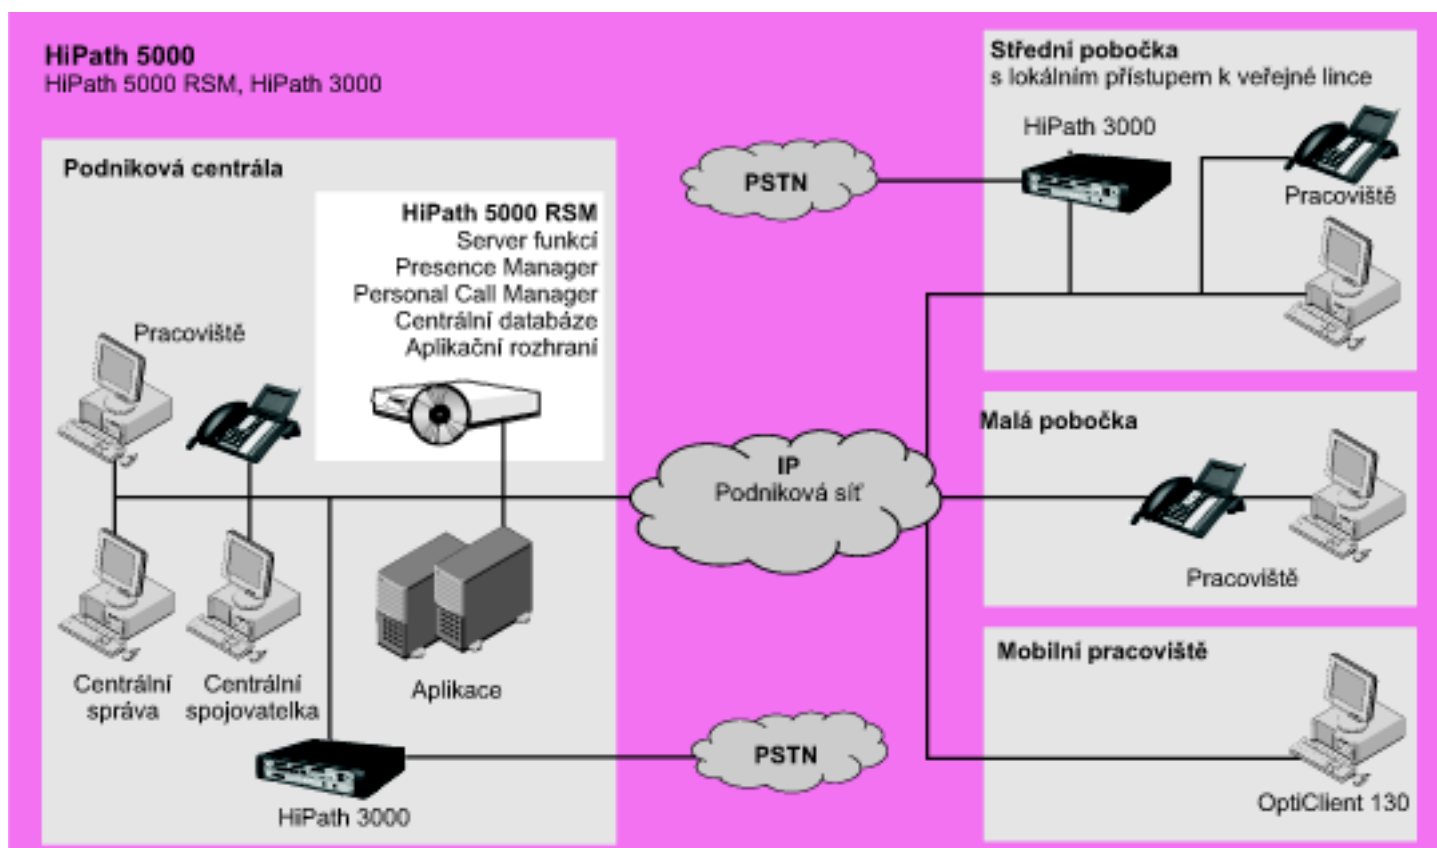 HiPath 5000
HiPath 5000 RSM, HiPath 3000
Podniková centrála
HiPath 5000 RSM
Server funkcí
Presence Manager
Personal Call Manager
Centrální databáze
Aplikační rozhraní
Pracoviště
Centrální
správa
Centrální
spojovatelka
Aplikace
HiPath 3000
PSTN
IP
Podniková síť
PSTN
Střední pobočka
s lokálním přístupem k veřejné lince
HiPath 3000
Pracoviště
Malá pobočka
Pracoviště
Mobilní pracoviště
OptiClient 130